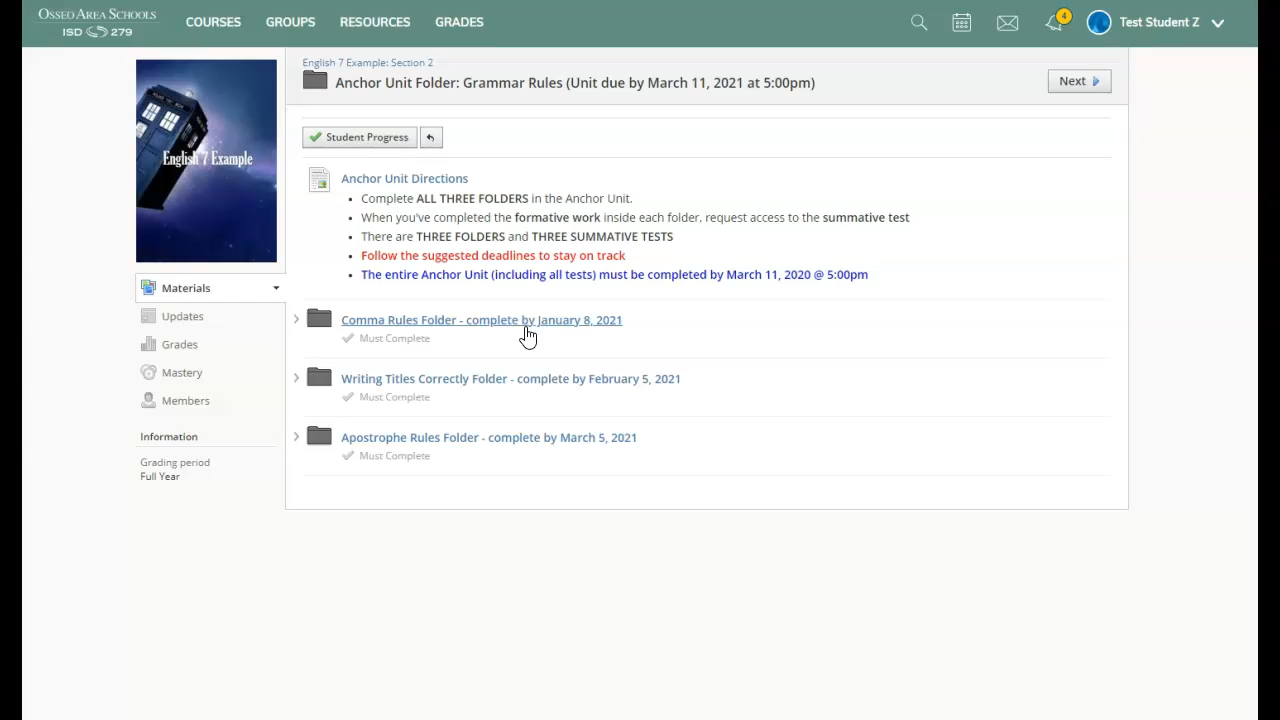 OSSEO AREA SCHOOLS
ISD 279
COURSES GROUPS RESOURCES GRADES
4
Test Student Z
English 7 Example: Section 2
Anchor Unit Folder: Grammar Rules (Unit due by March 11, 2021 at 5:00pm)
Next
English 7 Example
Student Progress
Anchor Unit Directions
Complete ALL THREE FOLDERS in the Anchor Unit.
When you've completed the formative work inside each folder, request access to the summative test
There are THREE FOLDERS and THREE SUMMATIVE TESTS
Follow the suggested deadlines to stay on track
The entire Anchor Unit (including all tests) must be completed by March 11, 2020 @ 5:00pm
Comma Rules Folder - complete by January 8, 2021
Must Complete
Writing Titles Correctly Folder - complete by February 5, 2021
Must Complete
Apostrophe Rules Folder - complete by March 5, 2021
Must Complete
Materials
Updates
Grades
Mastery
Members
Information
Grading period
Full Year